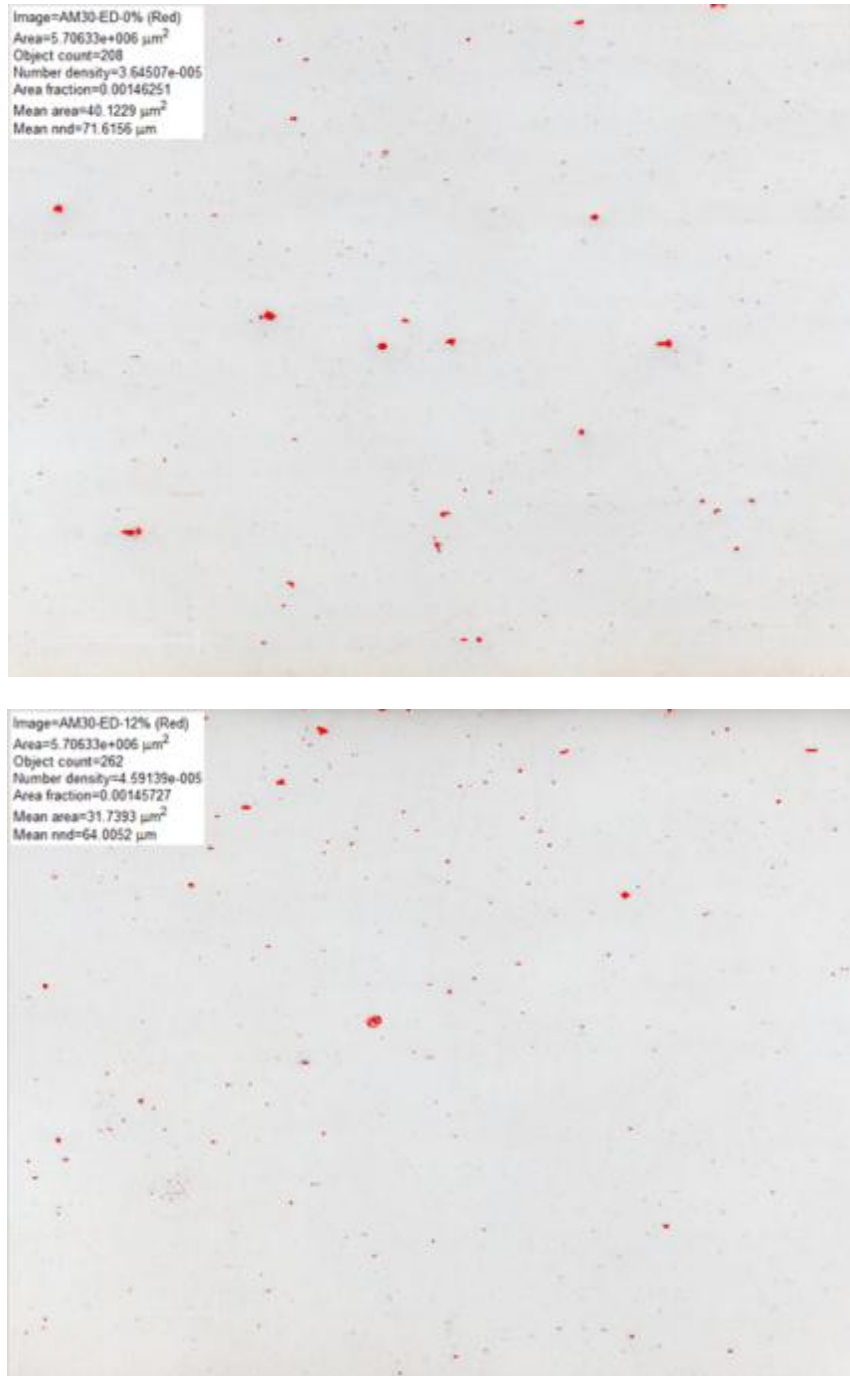 Image=AM30-ED-0% (Red)
Area=5.70633e+006 µm²
Object count=208
Number density=3.64507e-005
Area fraction=0.00146251
Mean area=40.1229 µm²
Mean nnd=71.6156 µm
Image=AM30-ED-12% (Red)
Area=5.70633e+006 µm²
Object count=262
Number density=4.59139e-005
Area fraction=0.00145727
Mean area=31.7393 µm²
Mean nnd=64.0052 µm